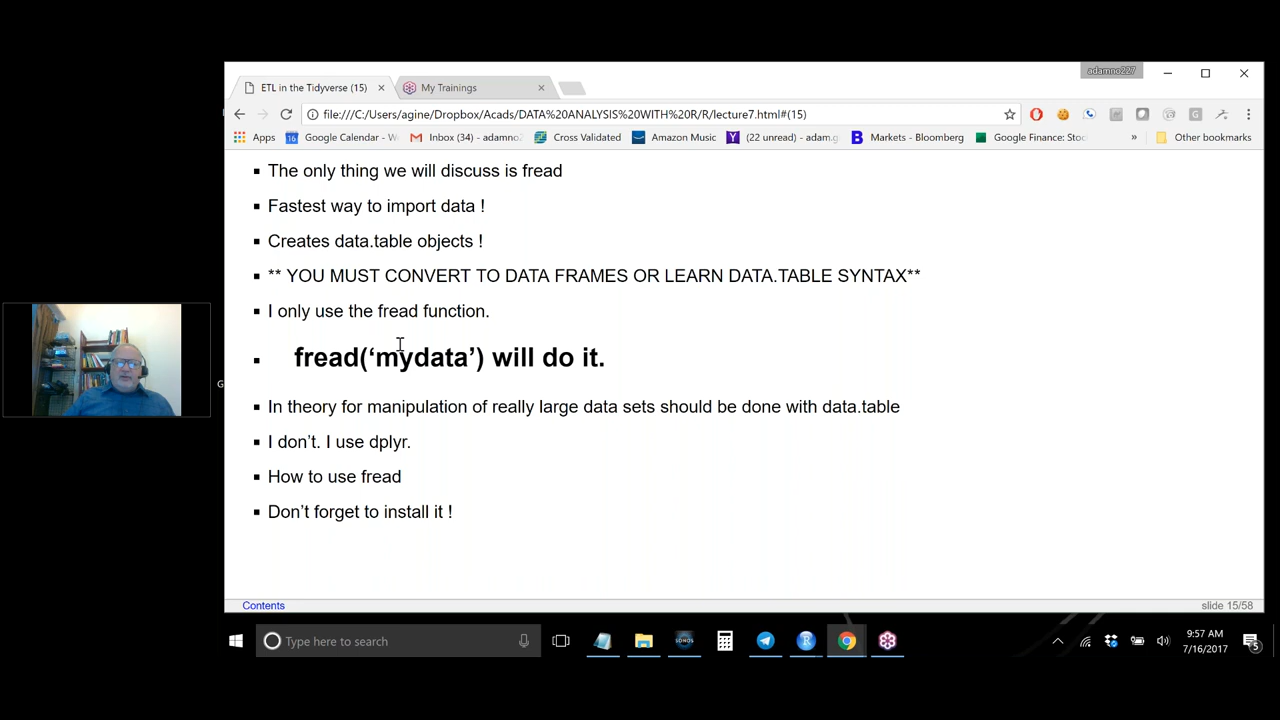 adamno227
ETL in the Tidyverse (15)
My Trainings
file:///C:/Users/agine/Dropbox/Acads/DATA%20ANALYSIS%20WITH%20R/R/lecture7.html#(15)
Apps
Google Calendar - W
Inbox (34) - adamno
Cross Validated
Amazon Music
(22 unread) - adam.g
Markets - Bloomberg
Google Finance: Stoc
»
Other bookmarks
▪ The only thing we will discuss is fread
▪ Fastest way to import data !
▪ Creates data.table objects !
▪ ** YOU MUST CONVERT TO DATA FRAMES OR LEARN DATA.TABLE SYNTAX**
▪ I only use the fread function.
▪ fread(‘mydata’) will do it.
▪ In theory for manipulation of really large data sets should be done with data.table
▪ I don’t. I use dplyr.
▪ How to use fread
▪ Don’t forget to install it !
G
Contents
slide 15/58
Type here to search
SONOS
R
9:57 AM
7/16/2017
5